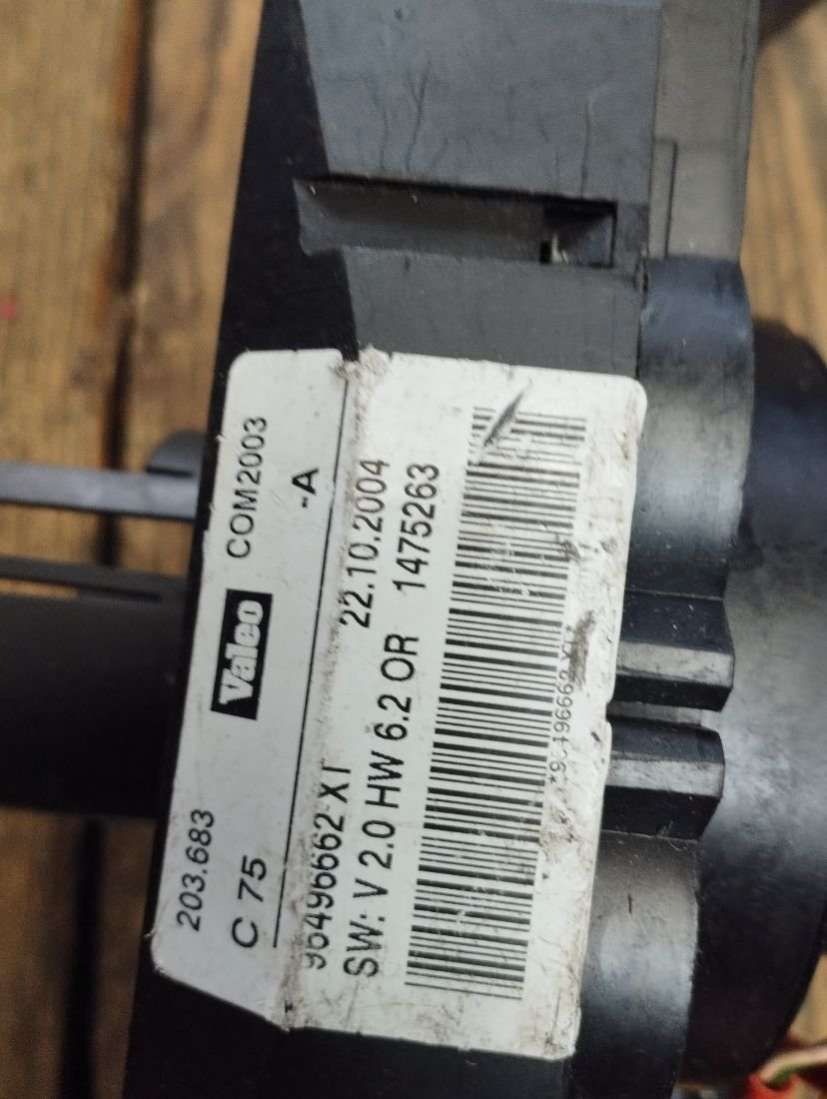 203.683 Valeo COM2003
C 75 -A
96496662 XT 22.10.2004
SW: V 2.0 HW 6.2 OR 1475263